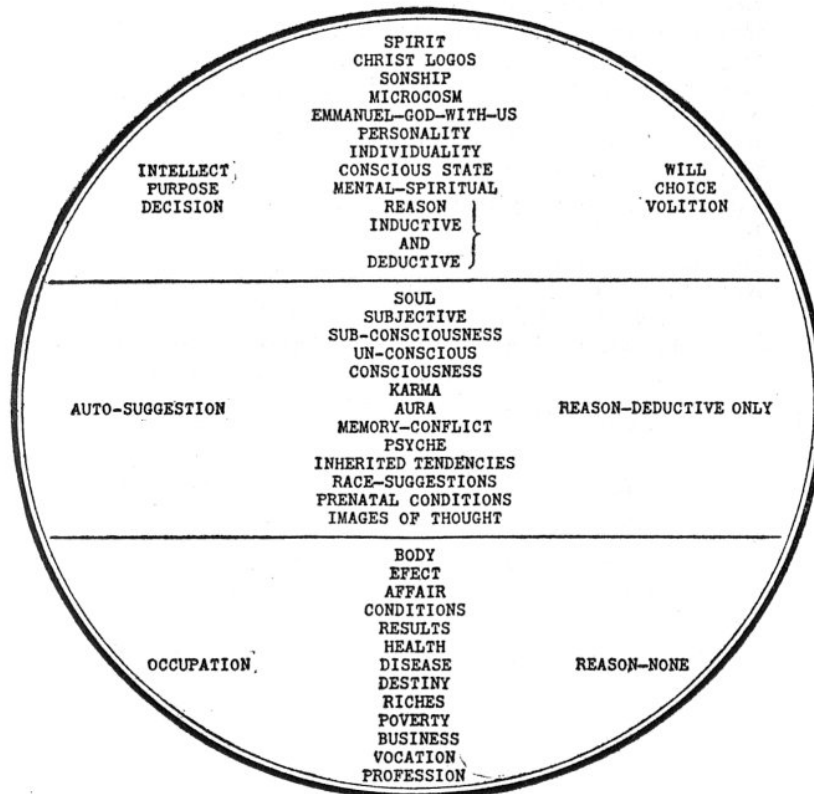 SPIRIT
CHRIST LOGOS
SONSHIP
MICROCOSM
EMMANUEL-GOD-WITH-US
PERSONALITY
INDIVIDUALITY
CONSCIOUS STATE
MENTAL-SPIRITUAL
REASON
INDUCTIVE
AND
DEDUCTIVE
INTELLECT
PURPOSE
DECISION
WILL
CHOICE
VOLITION
SOUL
SUBJECTIVE
SUB-CONSCIOUSNESS
UN-CONSCIOUS
CONSCIOUSNESS
KARMA
AURA
MEMORY-CONFLICT
PSYCHE
INHERITED TENDENCIES
RACE-SUGGESTIONS
PRENATAL CONDITIONS
IMAGES OF THOUGHT
AUTO-SUGGESTION
REASON-DEDUCTIVE ONLY
BODY
EFECT
AFFAIR
CONDITIONS
RESULTS
HEALTH
DISEASE
DESTINY
RICHES
POVERTY
BUSINESS
VOCATION
PROFESSION
OCCUPATION
REASON-NONE